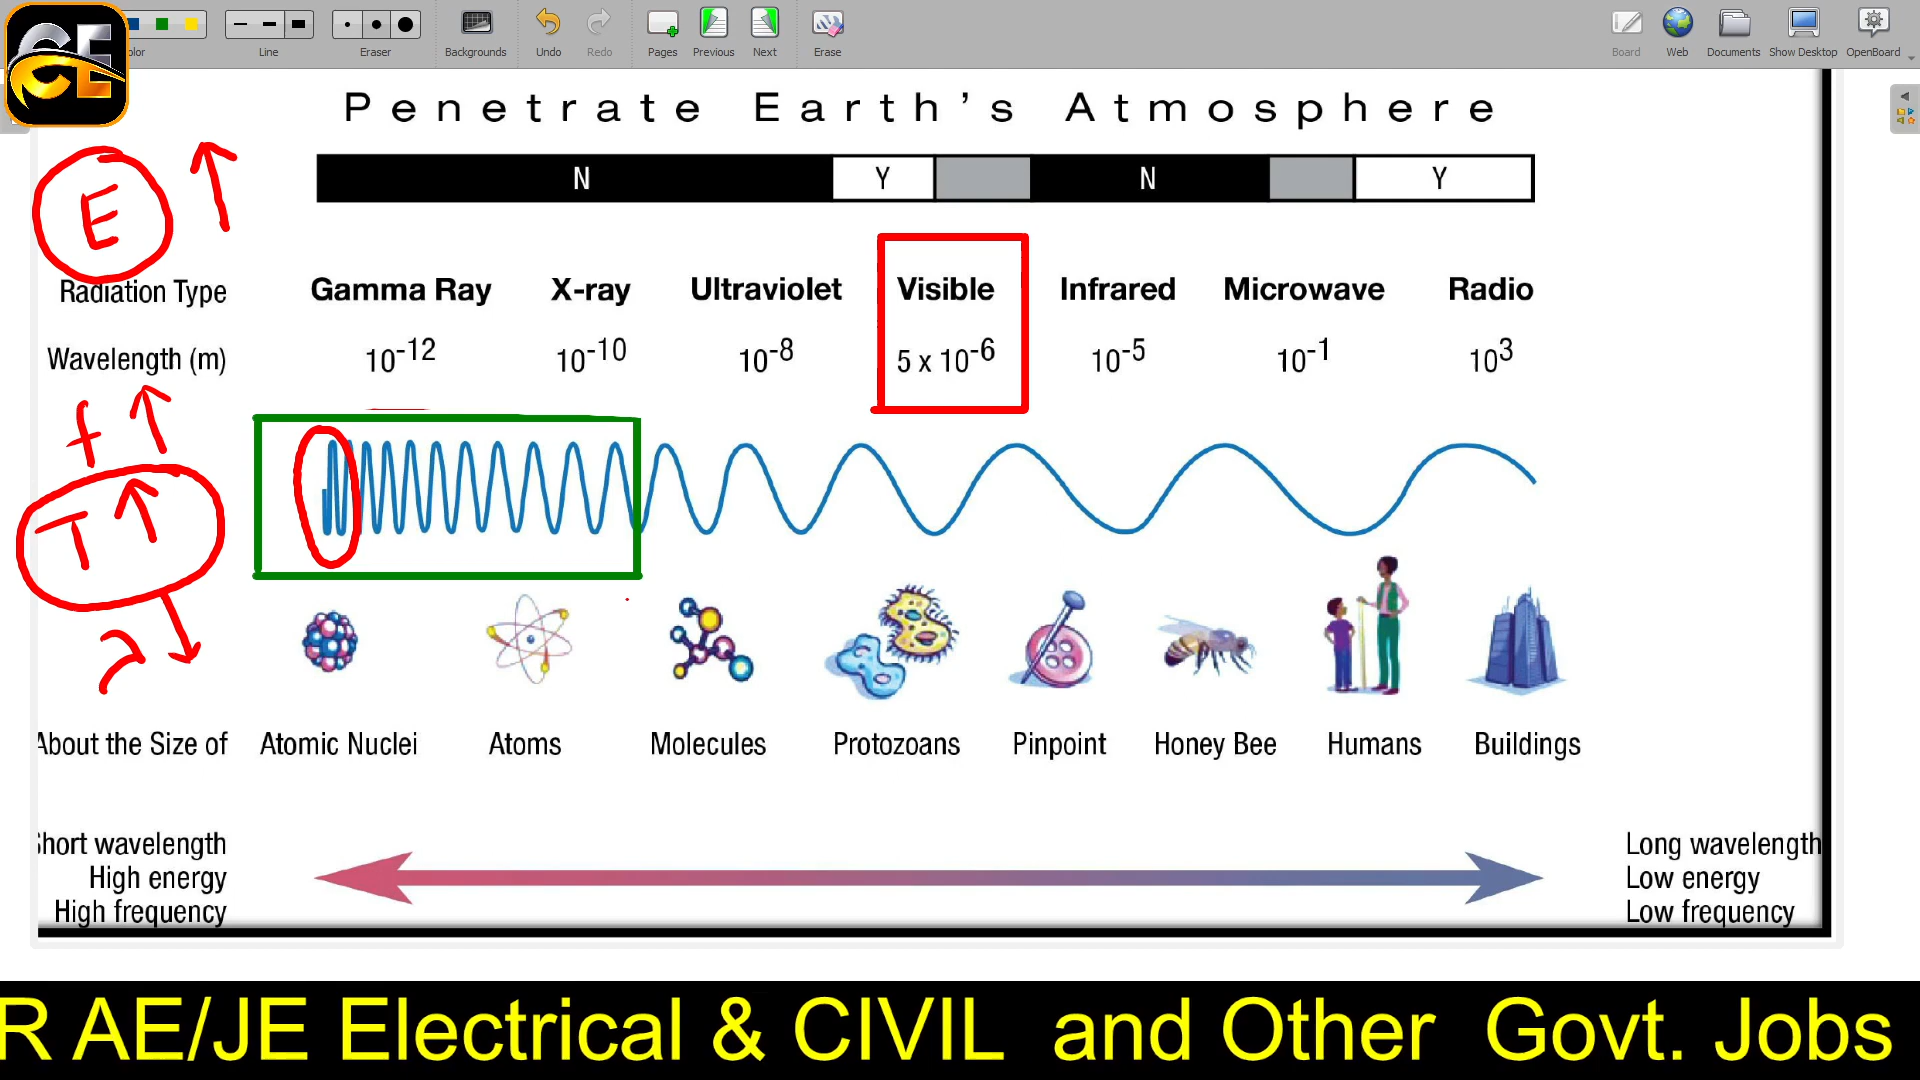 CE
olor
Line
Eraser
Backgrounds
Undo
Redo
Pages
Previous
Next
Erase
Board
Web
Documents
Show Desktop
OpenBoard
Penetrate Earth's Atmosphere
N Y N Y
E ↑
Radiation Type Gamma Ray X-ray Ultraviolet Visible Infrared Microwave Radio
Wavelength (m) 10⁻¹² 10⁻¹⁰ 10⁻⁸ 5 x 10⁻⁶ 10⁻⁵ 10⁻¹ 10³
f ↑
T ↑
About the Size of Atomic Nuclei Atoms Molecules Protozoans Pinpoint Honey Bee Humans Buildings
Short wavelength Long wavelength
High energy Low energy
High frequency Low frequency
R AE/JE Electrical & CIVIL and Other Govt. Jobs